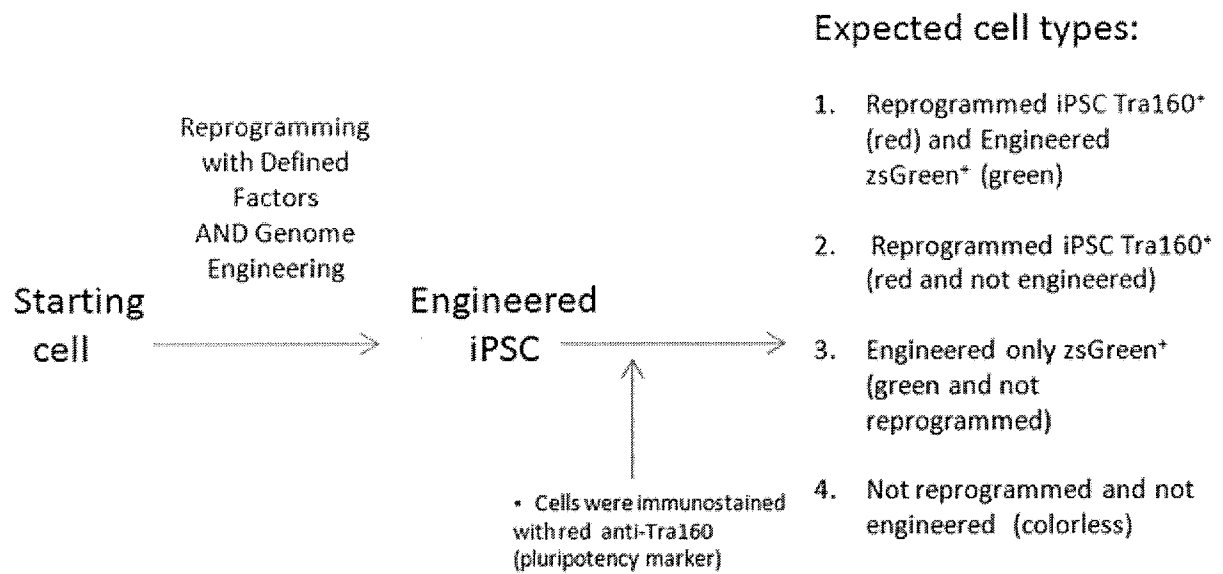 Expected cell types:
Reprogramming
with Defined
Factors
AND Genome
Engineering
Starting
cell
Engineered
iPSC
• Cells were immunostained
with red anti-Tra160
(pluripotency marker)
1. Reprogrammed iPSC Tra160⁺
(red) and Engineered
zsGreen⁺ (green)
2. Reprogrammed iPSC Tra160⁺
(red and not engineered)
3. Engineered only zsGreen⁺
(green and not
reprogrammed)
4. Not reprogrammed and not
engineered (colorless)